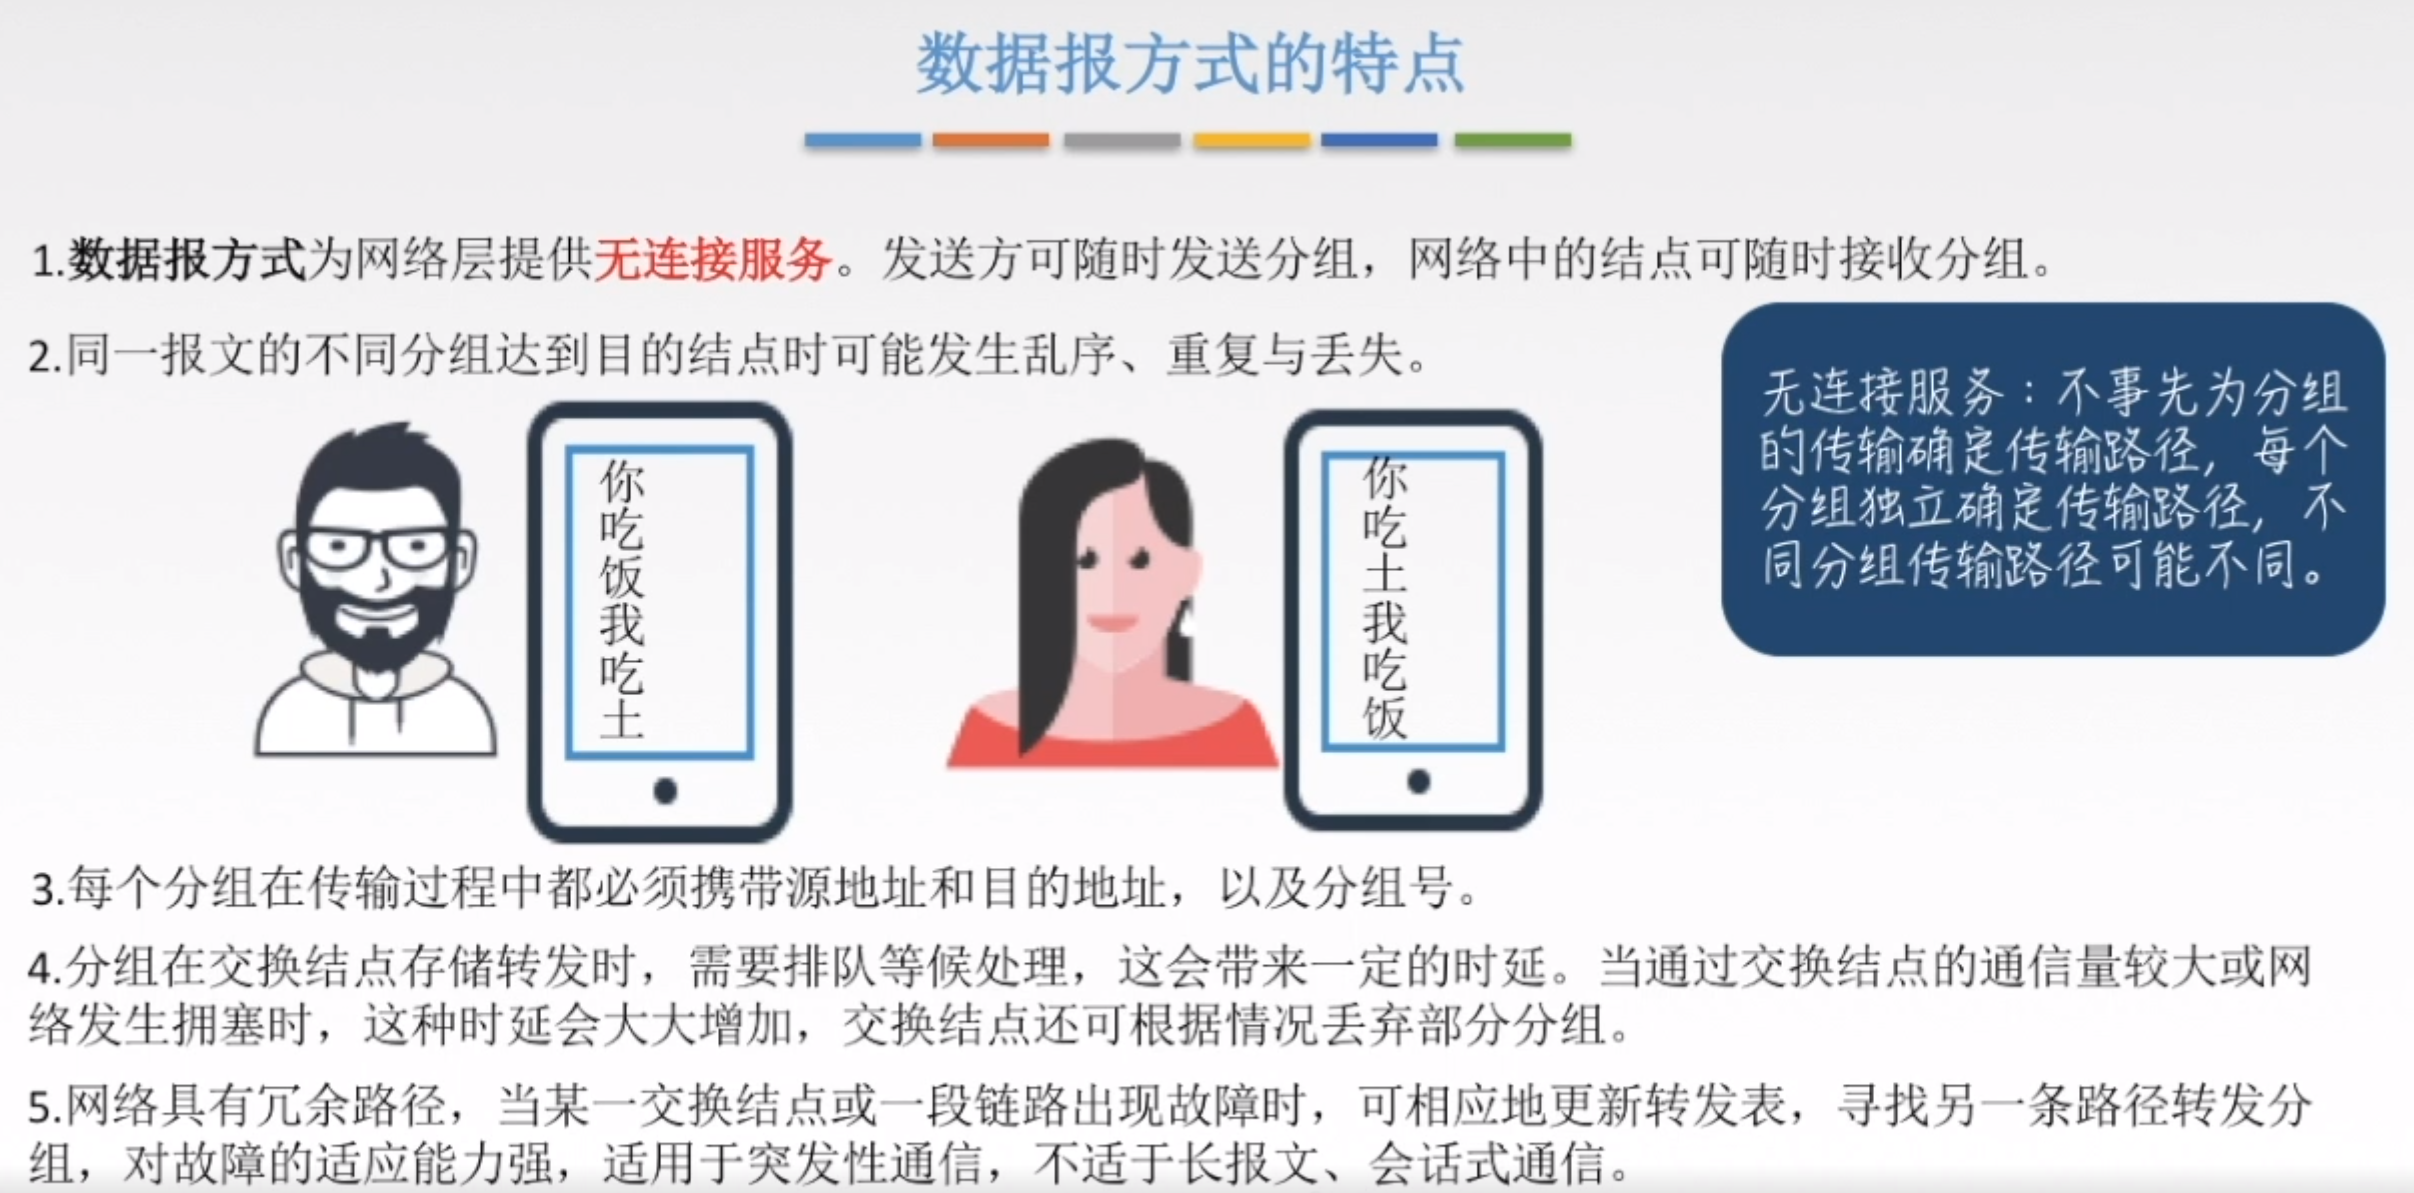 数据报方式的特点
1.数据报方式为网络层提供无连接服务。发送方可随时发送分组，网络中的结点可随时接收分组。
2.同一报文的不同分组达到目的结点时可能发生乱序、重复与丢失。
无连接服务：不事先为分组
的传输确定传输路径，每个
分组独立确定传输路径，不
同分组传输路径可能不同。
你
吃
饭
我
吃
土
你
吃
土
我
吃
饭
3.每个分组在传输过程中都必须携带源地址和目的地址，以及分组号。
4.分组在交换结点存储转发时，需要排队等候处理，这会带来一定的时延。当通过交换结点的通信量较大或网
络发生拥塞时，这种时延会大大增加，交换结点还可根据情况丢弃部分分组。
5.网络具有冗余路径，当某一交换结点或一段链路出现故障时，可相应地更新转发表，寻找另一条路径转发分
组，对故障的适应能力强，适用于突发性通信，不适于长报文、会话式通信。